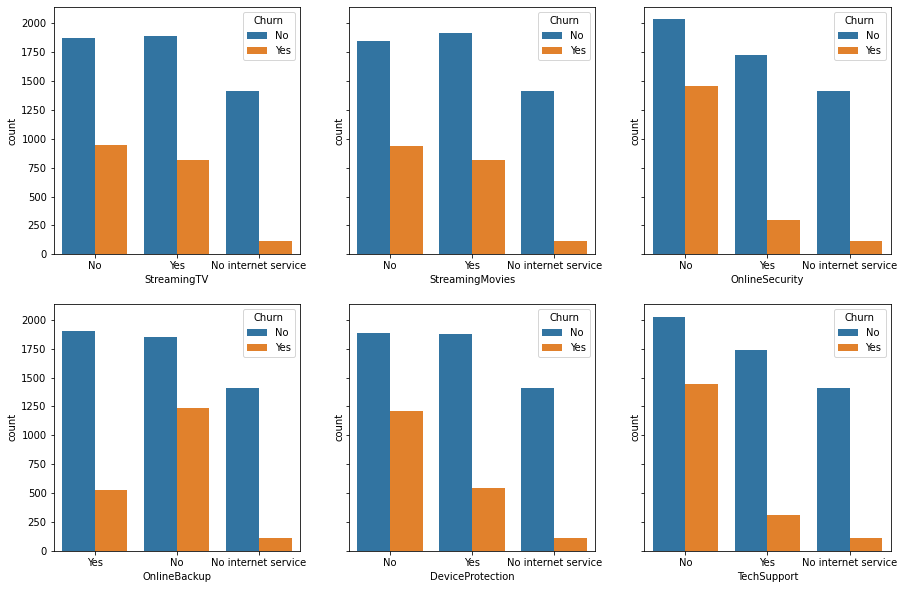 2000
1750
1500
1250
1000
750
500
250
0
count
Churn
No
Yes
No Yes No internet service
StreamingTV
count
Churn
No
Yes
No Yes No internet service
StreamingMovies
count
Churn
No
Yes
No Yes No internet service
OnlineSecurity
2000
1750
1500
1250
1000
750
500
250
0
count
Churn
No
Yes
Yes No No internet service
OnlineBackup
count
Churn
No
Yes
No Yes No internet service
DeviceProtection
count
Churn
No
Yes
No Yes No internet service
TechSupport